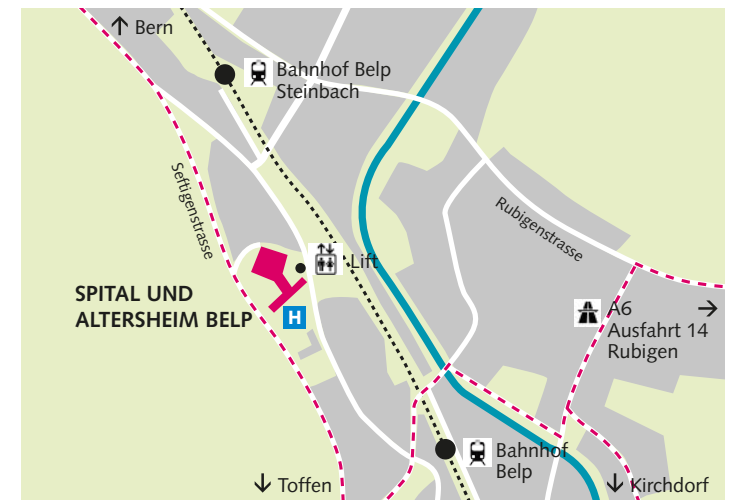 ↑ Bern
Bahnhof Belp
Steinbach
Seftigenstrasse
Rubigenstrasse
Lift
SPITAL UND
ALTERSHEIM BELP
H
A6 →
Ausfahrt 14
Rubigen
Bahnhof
Belp
↓ Toffen
↓ Kirchdorf